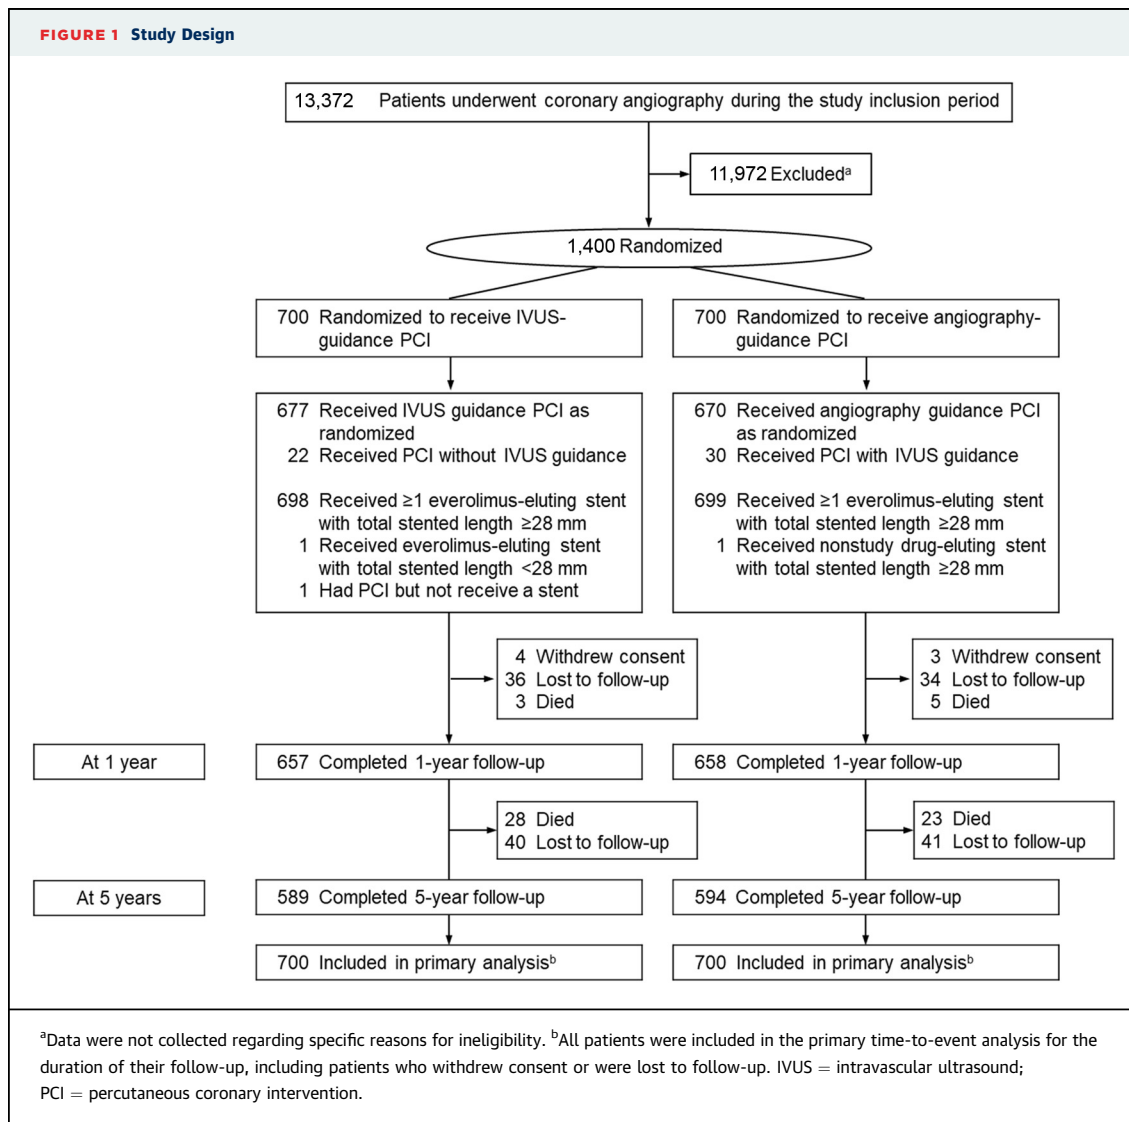 FIGURE 1 Study Design
13,372 Patients underwent coronary angiography during the study inclusion period
11,972 Excludedᵃ
1,400 Randomized
700 Randomized to receive IVUS-
guidance PCI
700 Randomized to receive angiography-
guidance PCI
677 Received IVUS guidance PCI as
randomized
22 Received PCI without IVUS guidance
698 Received ≥1 everolimus-eluting stent
with total stented length ≥28 mm
1 Received everolimus-eluting stent
with total stented length <28 mm
1 Had PCI but not receive a stent
670 Received angiography guidance PCI
as randomized
30 Received PCI with IVUS guidance
699 Received ≥1 everolimus-eluting stent
with total stented length ≥28 mm
1 Received nonstudy drug-eluting stent
with total stented length ≥28 mm
4 Withdrew consent
36 Lost to follow-up
3 Died
3 Withdrew consent
34 Lost to follow-up
5 Died
At 1 year
657 Completed 1-year follow-up
658 Completed 1-year follow-up
28 Died
40 Lost to follow-up
23 Died
41 Lost to follow-up
At 5 years
589 Completed 5-year follow-up
594 Completed 5-year follow-up
700 Included in primary analysisᵇ
700 Included in primary analysisᵇ
ᵃData were not collected regarding specific reasons for ineligibility. ᵇAll patients were included in the primary time-to-event analysis for the
duration of their follow-up, including patients who withdrew consent or were lost to follow-up. IVUS = intravascular ultrasound;
PCI = percutaneous coronary intervention.